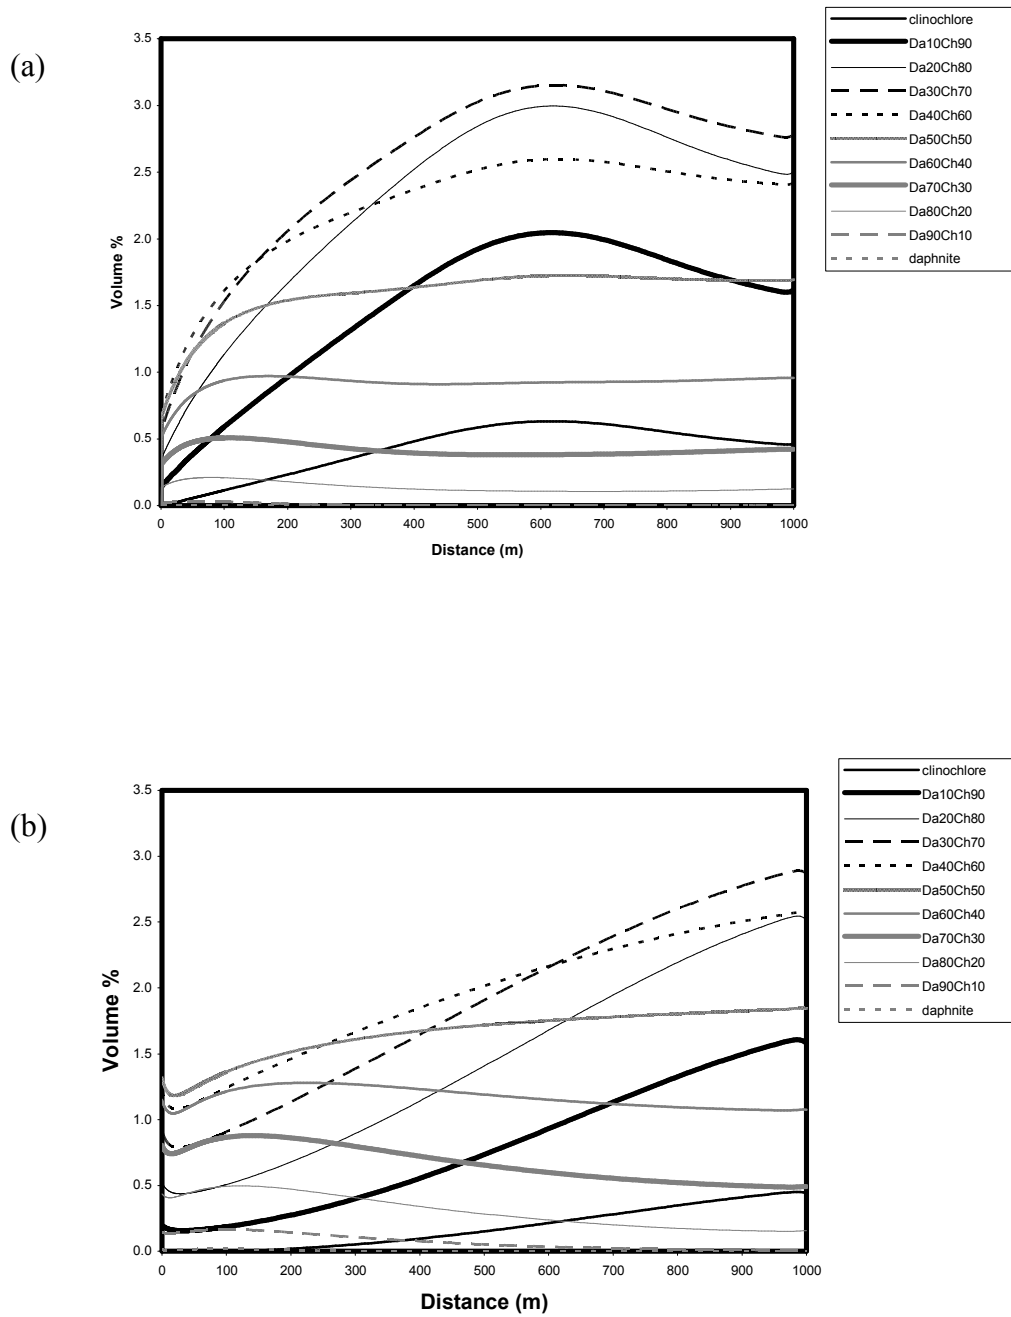 (a)
3.5
3.0
2.5
2.0
1.5
1.0
0.5
0.0
Volume %
0 100 200 300 400 500 600 700 800 900 1000
Distance (m)
clinochlore
Da10Ch90
Da20Ch80
Da30Ch70
Da40Ch60
Da50Ch50
Da60Ch40
Da70Ch30
Da80Ch20
Da90Ch10
daphnite
(b)
3.5
3.0
2.5
2.0
1.5
1.0
0.5
0.0
Volume %
0 100 200 300 400 500 600 700 800 900 1000
Distance (m)
clinochlore
Da10Ch90
Da20Ch80
Da30Ch70
Da40Ch60
Da50Ch50
Da60Ch40
Da70Ch30
Da80Ch20
Da90Ch10
daphnite